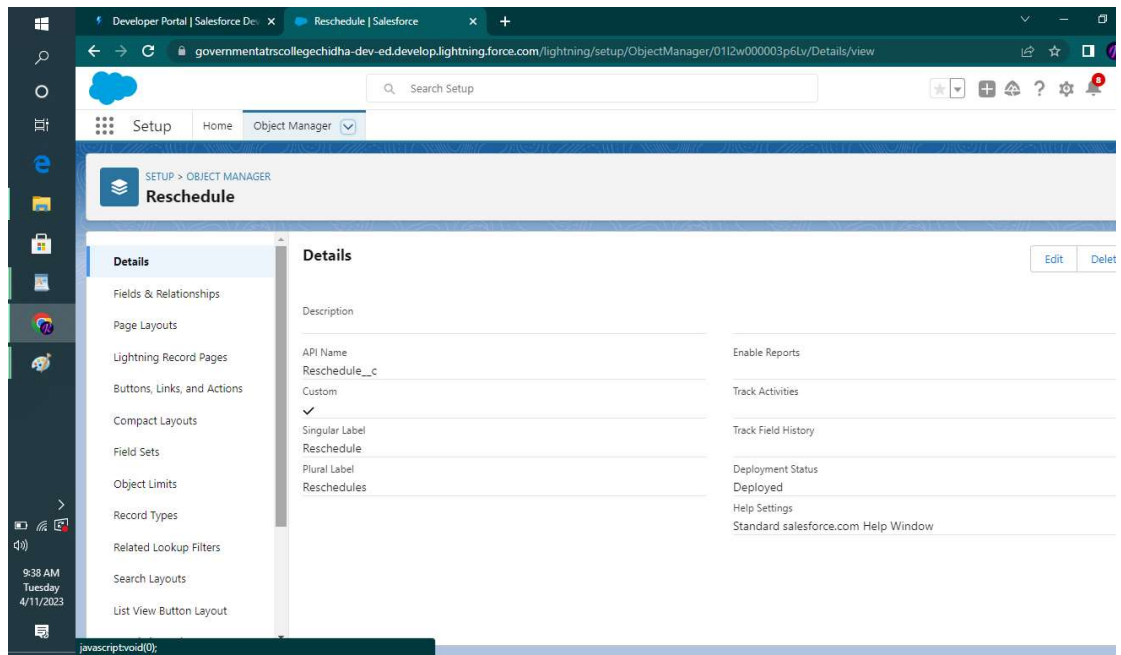 Developer Portal | Salesforce De
Reschedule | Salesforce
governmentatrscollegechidha-dev-ed.develop.lightning.force.com/lightning/setup/ObjectManager/01I2w000003p6Lv/Details/view
Search Setup
8
Setup
Home
Object Manager
SETUP > OBJECT MANAGER
Reschedule
Details
Fields & Relationships
Page Layouts
Lightning Record Pages
Buttons, Links, and Actions
Compact Layouts
Field Sets
Object Limits
Record Types
Related Lookup Filters
Search Layouts
List View Button Layout
Details
Edit
Delet
Description
API Name
Reschedule__c
Custom
Singular Label
Reschedule
Plural Label
Reschedules
Enable Reports
Track Activities
Track Field History
Deployment Status
Deployed
Help Settings
Standard salesforce.com Help Window
9:38 AM
Tuesday
4/11/2023
javascript:void(0);